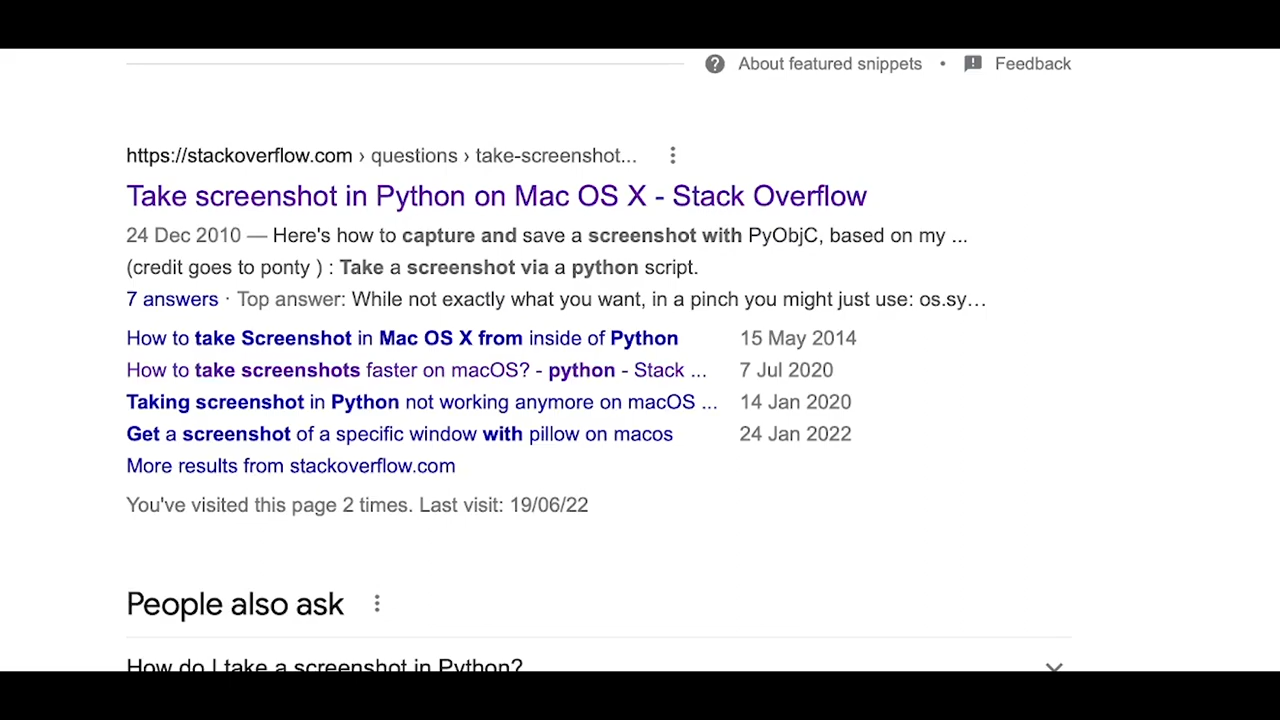 About featured snippets • Feedback
https://stackoverflow.com › questions › take-screenshot...
Take screenshot in Python on Mac OS X - Stack Overflow
24 Dec 2010 — Here's how to capture and save a screenshot with PyObjC, based on my ...
(credit goes to ponty ) : Take a screenshot via a python script.
7 answers · Top answer: While not exactly what you want, in a pinch you might just use: os.sy…
How to take Screenshot in Mac OS X from inside of Python 15 May 2014
How to take screenshots faster on macOS? - python - Stack ... 7 Jul 2020
Taking screenshot in Python not working anymore on macOS ... 14 Jan 2020
Get a screenshot of a specific window with pillow on macos 24 Jan 2022
More results from stackoverflow.com
You've visited this page 2 times. Last visit: 19/06/22
People also ask
How do I take a screenshot in Python?